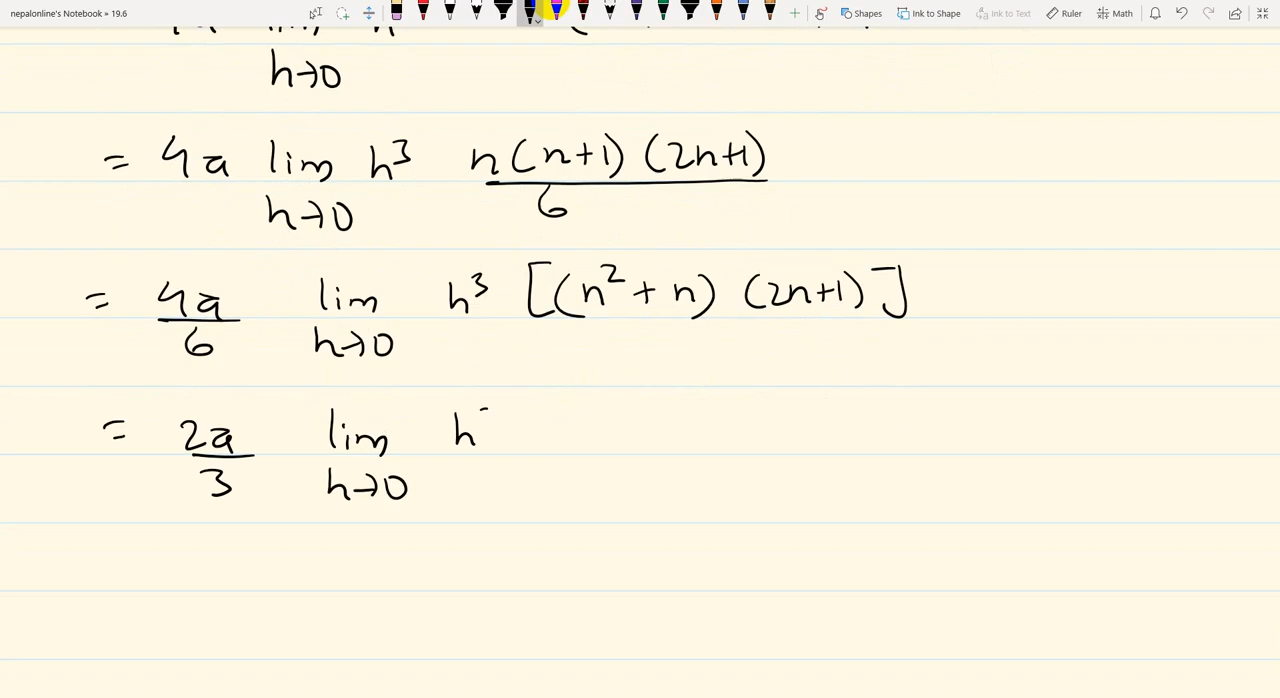 nepalonline's Notebook » 19.6
Shapes Ink to Shape Ink to Text Ruler Math
h→0
= 4a lim h³ n(n+1)(2n+1)
h→0 6
= 4a lim h³ [(n²+n) (2n+1)]
6 h→0
= 2a lim h
3 h→0